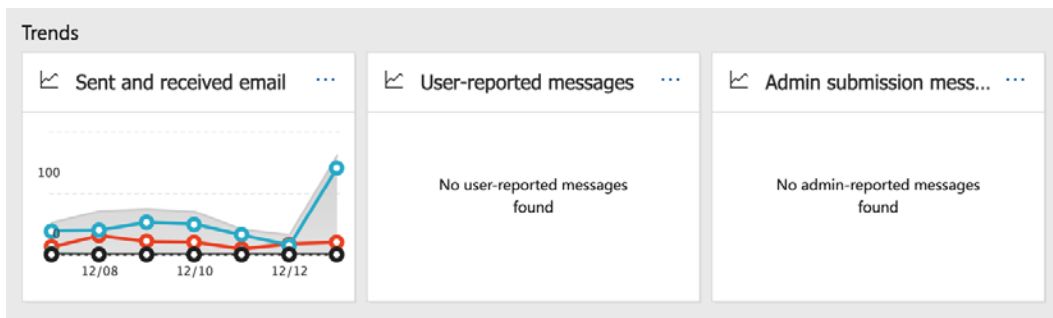 Trends
Sent and received email ...
100
0
12/08 12/10 12/12
User-reported messages ...
No user-reported messages
found
Admin submission mess... ...
No admin-reported messages
found